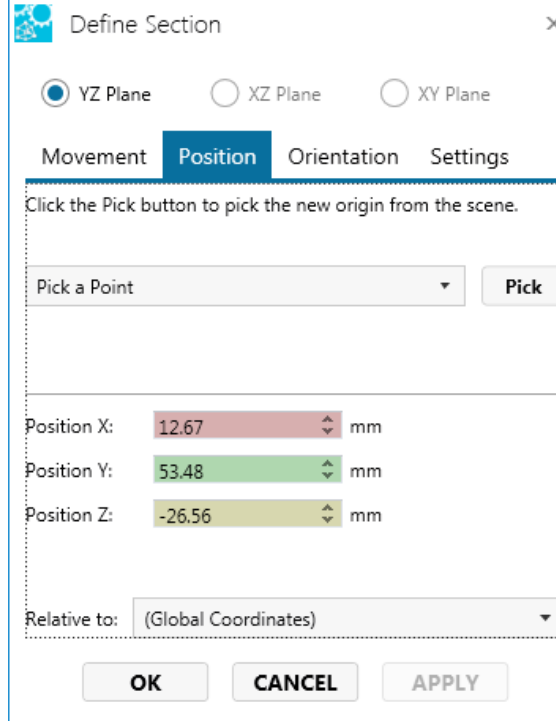 Define Section
YZ Plane XZ Plane XY Plane
Movement Position Orientation Settings
Click the Pick button to pick the new origin from the scene.
Pick a Point Pick
Position X: 12.67 mm
Position Y: 53.48 mm
Position Z: -26.56 mm
Relative to: (Global Coordinates)
OK CANCEL APPLY